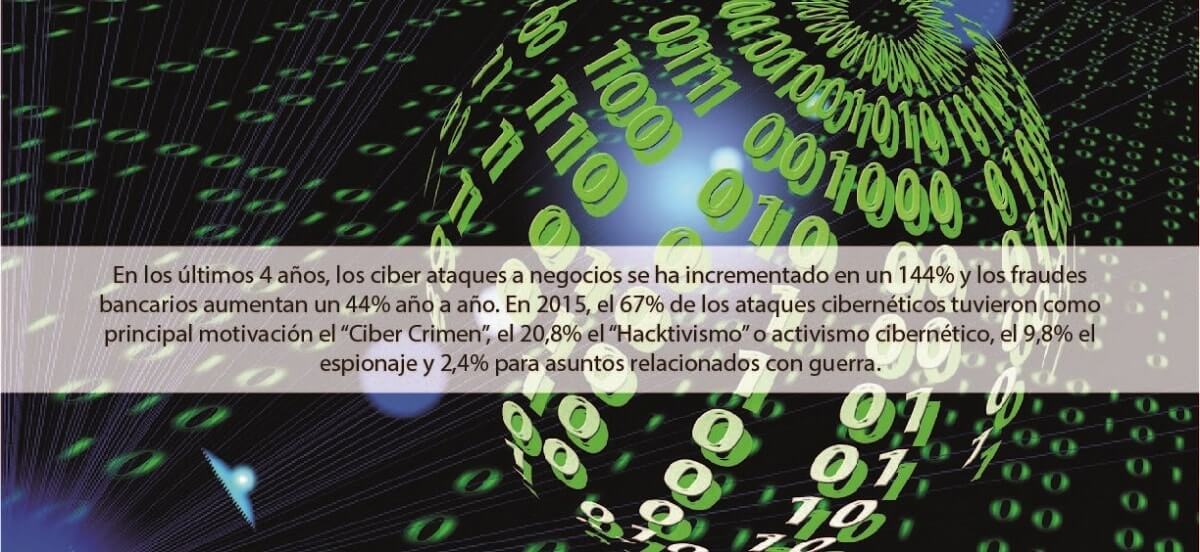 En los últimos 4 años, los ciber ataques a negocios se ha incrementado en un 144% y los fraudes
bancarios aumentan un 44% año a año. En 2015, el 67% de los ataques cibernéticos tuvieron como
principal motivación el “Ciber Crimen”, el 20,8% el “Hacktivismo” o activismo cibernético, el 9,8% el
espionaje y 2,4% para asuntos relacionados con guerra.